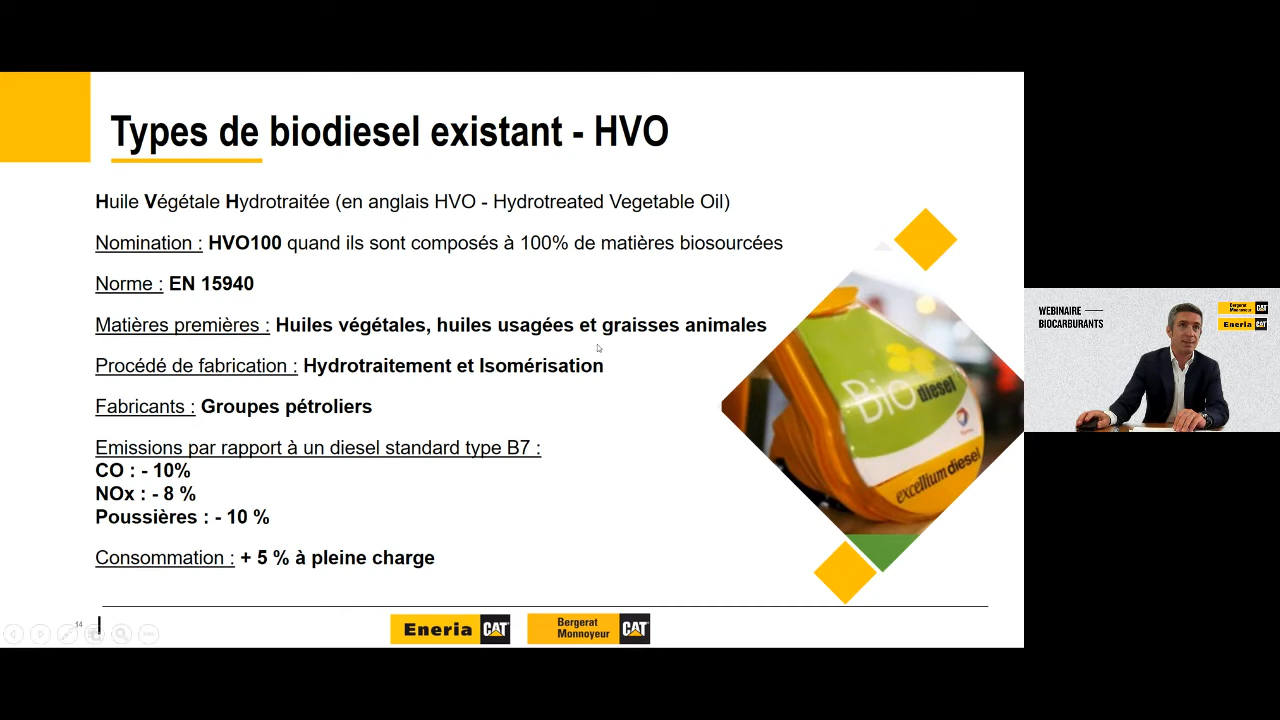 Types de biodiesel existant - HVO
Huile Végétale Hydrotraitée (en anglais HVO - Hydrotreated Vegetable Oil)
Nomination : HVO100 quand ils sont composés à 100% de matières biosourcées
Norme : EN 15940
Matières premières : Huiles végétales, huiles usagées et graisses animales
Procédé de fabrication : Hydrotraitement et Isomérisation
Fabricants : Groupes pétroliers
Emissions par rapport à un diesel standard type B7 :
CO : - 10%
NOx : - 8 %
Poussières : - 10 %
Consommation : + 5 % à pleine charge
Bio diesel
excellium diesel
14
Eneria CAT
Bergerat
Monnoyeur CAT
WEBINAIRE
BIOCARBURANTS
Bergerat
Monnoyeur CAT
Eneria CAT